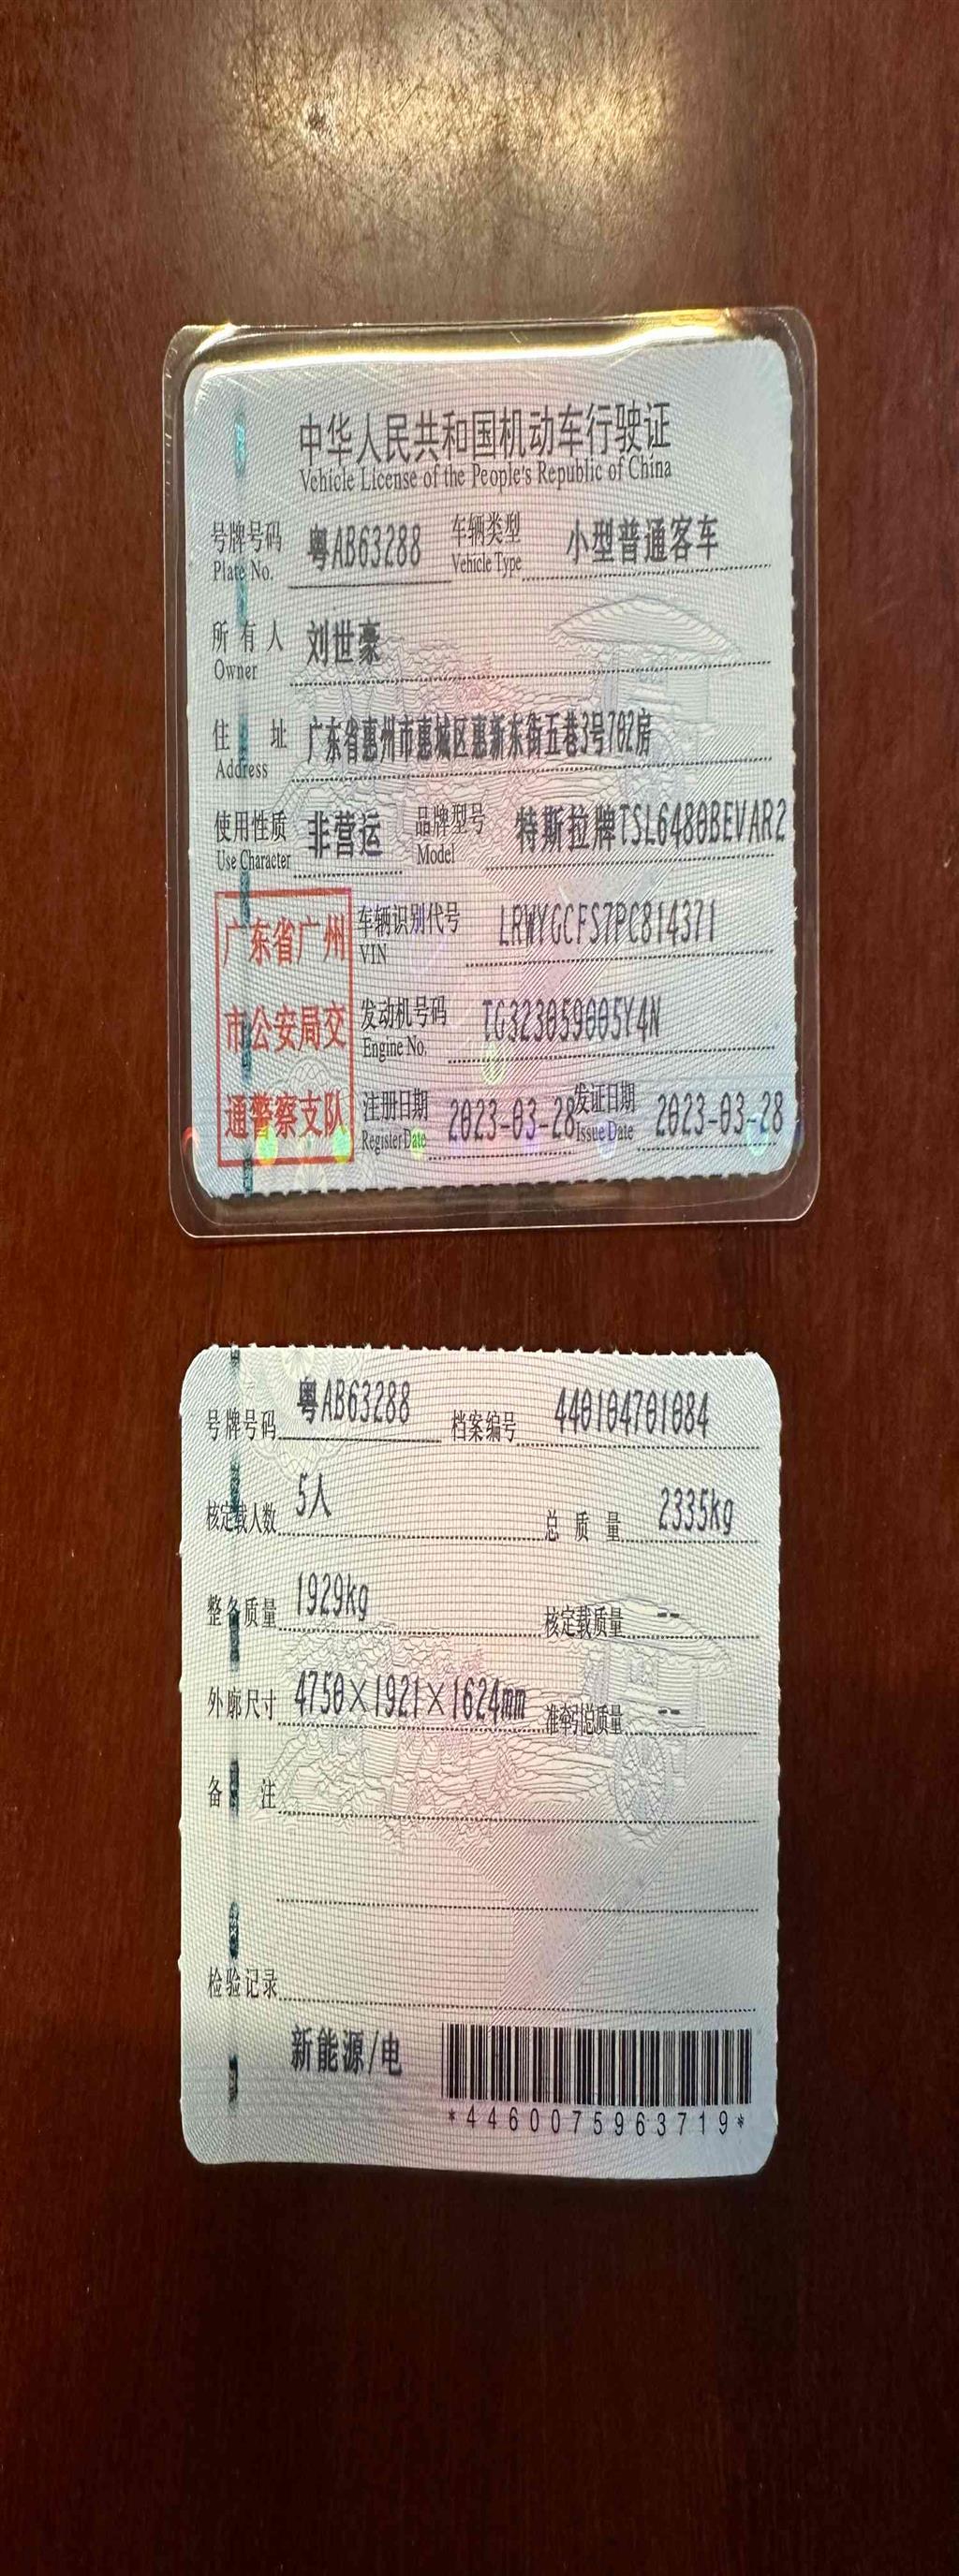 中华人民共和国机动车行驶证
Vehicle License of the People's Republic of China
号牌号码 粤AB63288 车辆类型 小型普通客车
Plate No. Vehicle Type
所有人 刘世豪
Owner
住址 广东省惠州市惠城区惠新东街五巷3号702房
Address
使用性质 非营运 品牌型号 特斯拉牌TSL6480BEVAR2
Use Character Model
广东省广州
市公安局交
通警察支队
车辆识别代号 LRWYGCFS7PC814371
VIN
发动机号码 TG323059005Y4N
Engine No.
注册日期 2023-03-28 发证日期 2023-03-28
Register Date Issue Date
号牌号码 粤AB63288 档案编号 440104701084
核定载人数 5人 总质量 2335kg
整备质量 1929kg 核定载质量 --
外廓尺寸 4750×1921×1624mm 准牵引总质量 --
备注
检验记录
新能源/电
*4460075963719*